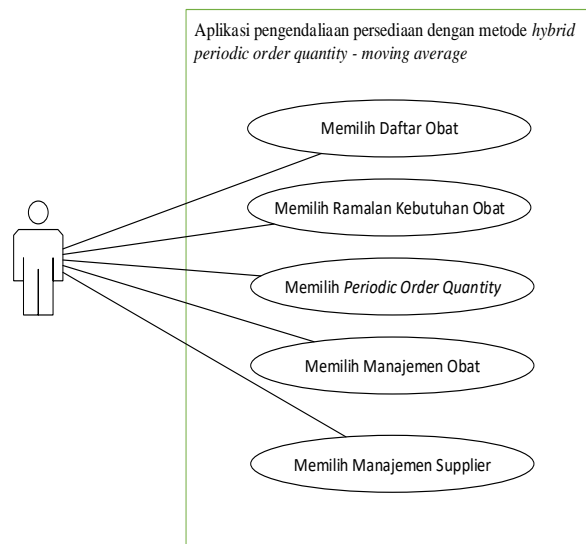 Aplikasi pengendaliaan persediaan dengan metode hybrid
periodic order quantity - moving average
Memilih Daftar Obat
Memilih Ramalan Kebutuhan Obat
Memilih Periodic Order Quantity
Memilih Manajemen Obat
Memilih Manajemen Supplier